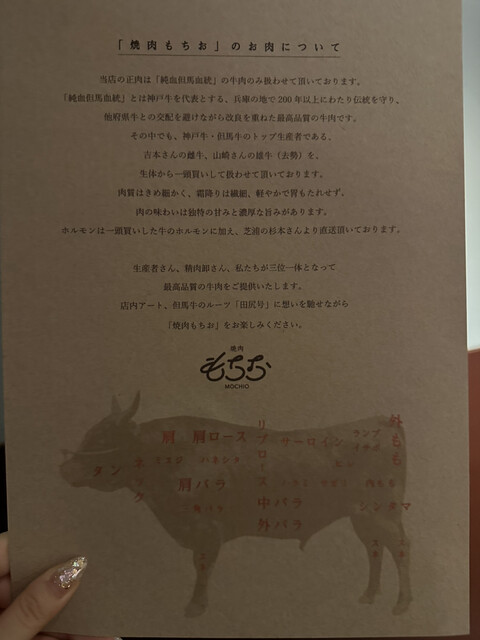 「焼肉もちお」のお肉について
当店の正肉は「純血但馬血統」の牛肉のみ扱わせて頂いております。
「純血但馬血統」とは神戸牛を代表とする、兵庫の地で200年以上にわたり伝統を守り、
他府県牛との交配を避けながら改良を重ねた最高品質の牛肉です。
その中でも、神戸牛・但馬牛のトップ生産者である、
吉本さんの雌牛、山崎さんの雄牛（去勢）を、
生体から一頭買いして扱わせて頂いております。
肉質はきめ細かく、霜降りは繊細、軽やかで胃もたれせず、
肉の味わいは独特の甘みと濃厚な旨みがあります。
ホルモンは一頭買いした牛のホルモンに加え、芝浦の杉本さんより直送頂いております。
生産者さん、精肉卸さん、私たちが三位一体となって
最高品質の牛肉をご提供いたします。
店内アート、但馬牛のルーツ「田尻号」に想いを馳せながら
「焼肉もちお」をお楽しみください。
焼肉
もちお
MOCHIO
タン
ネック
肩
肩ロース
リブロース
サーロイン
ランプ
イチボ
外もも
ハネシタ
肩バラ
中バラ
外バラ
シンタマ